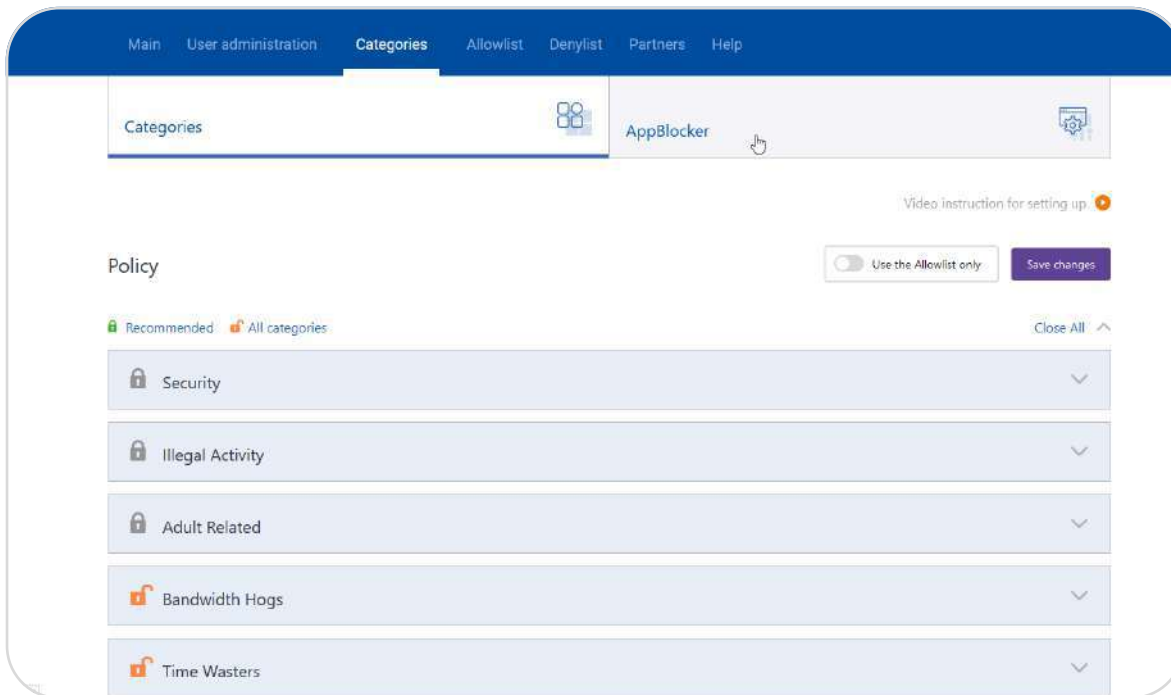 Main User administration Categories Allowlist Denylist Partners Help
Categories
AppBlocker
Video instruction for setting up
Policy
Use the Allowlist only
Save changes
Recommended All categories
Close All
Security
Illegal Activity
Adult Related
Bandwidth Hogs
Time Wasters